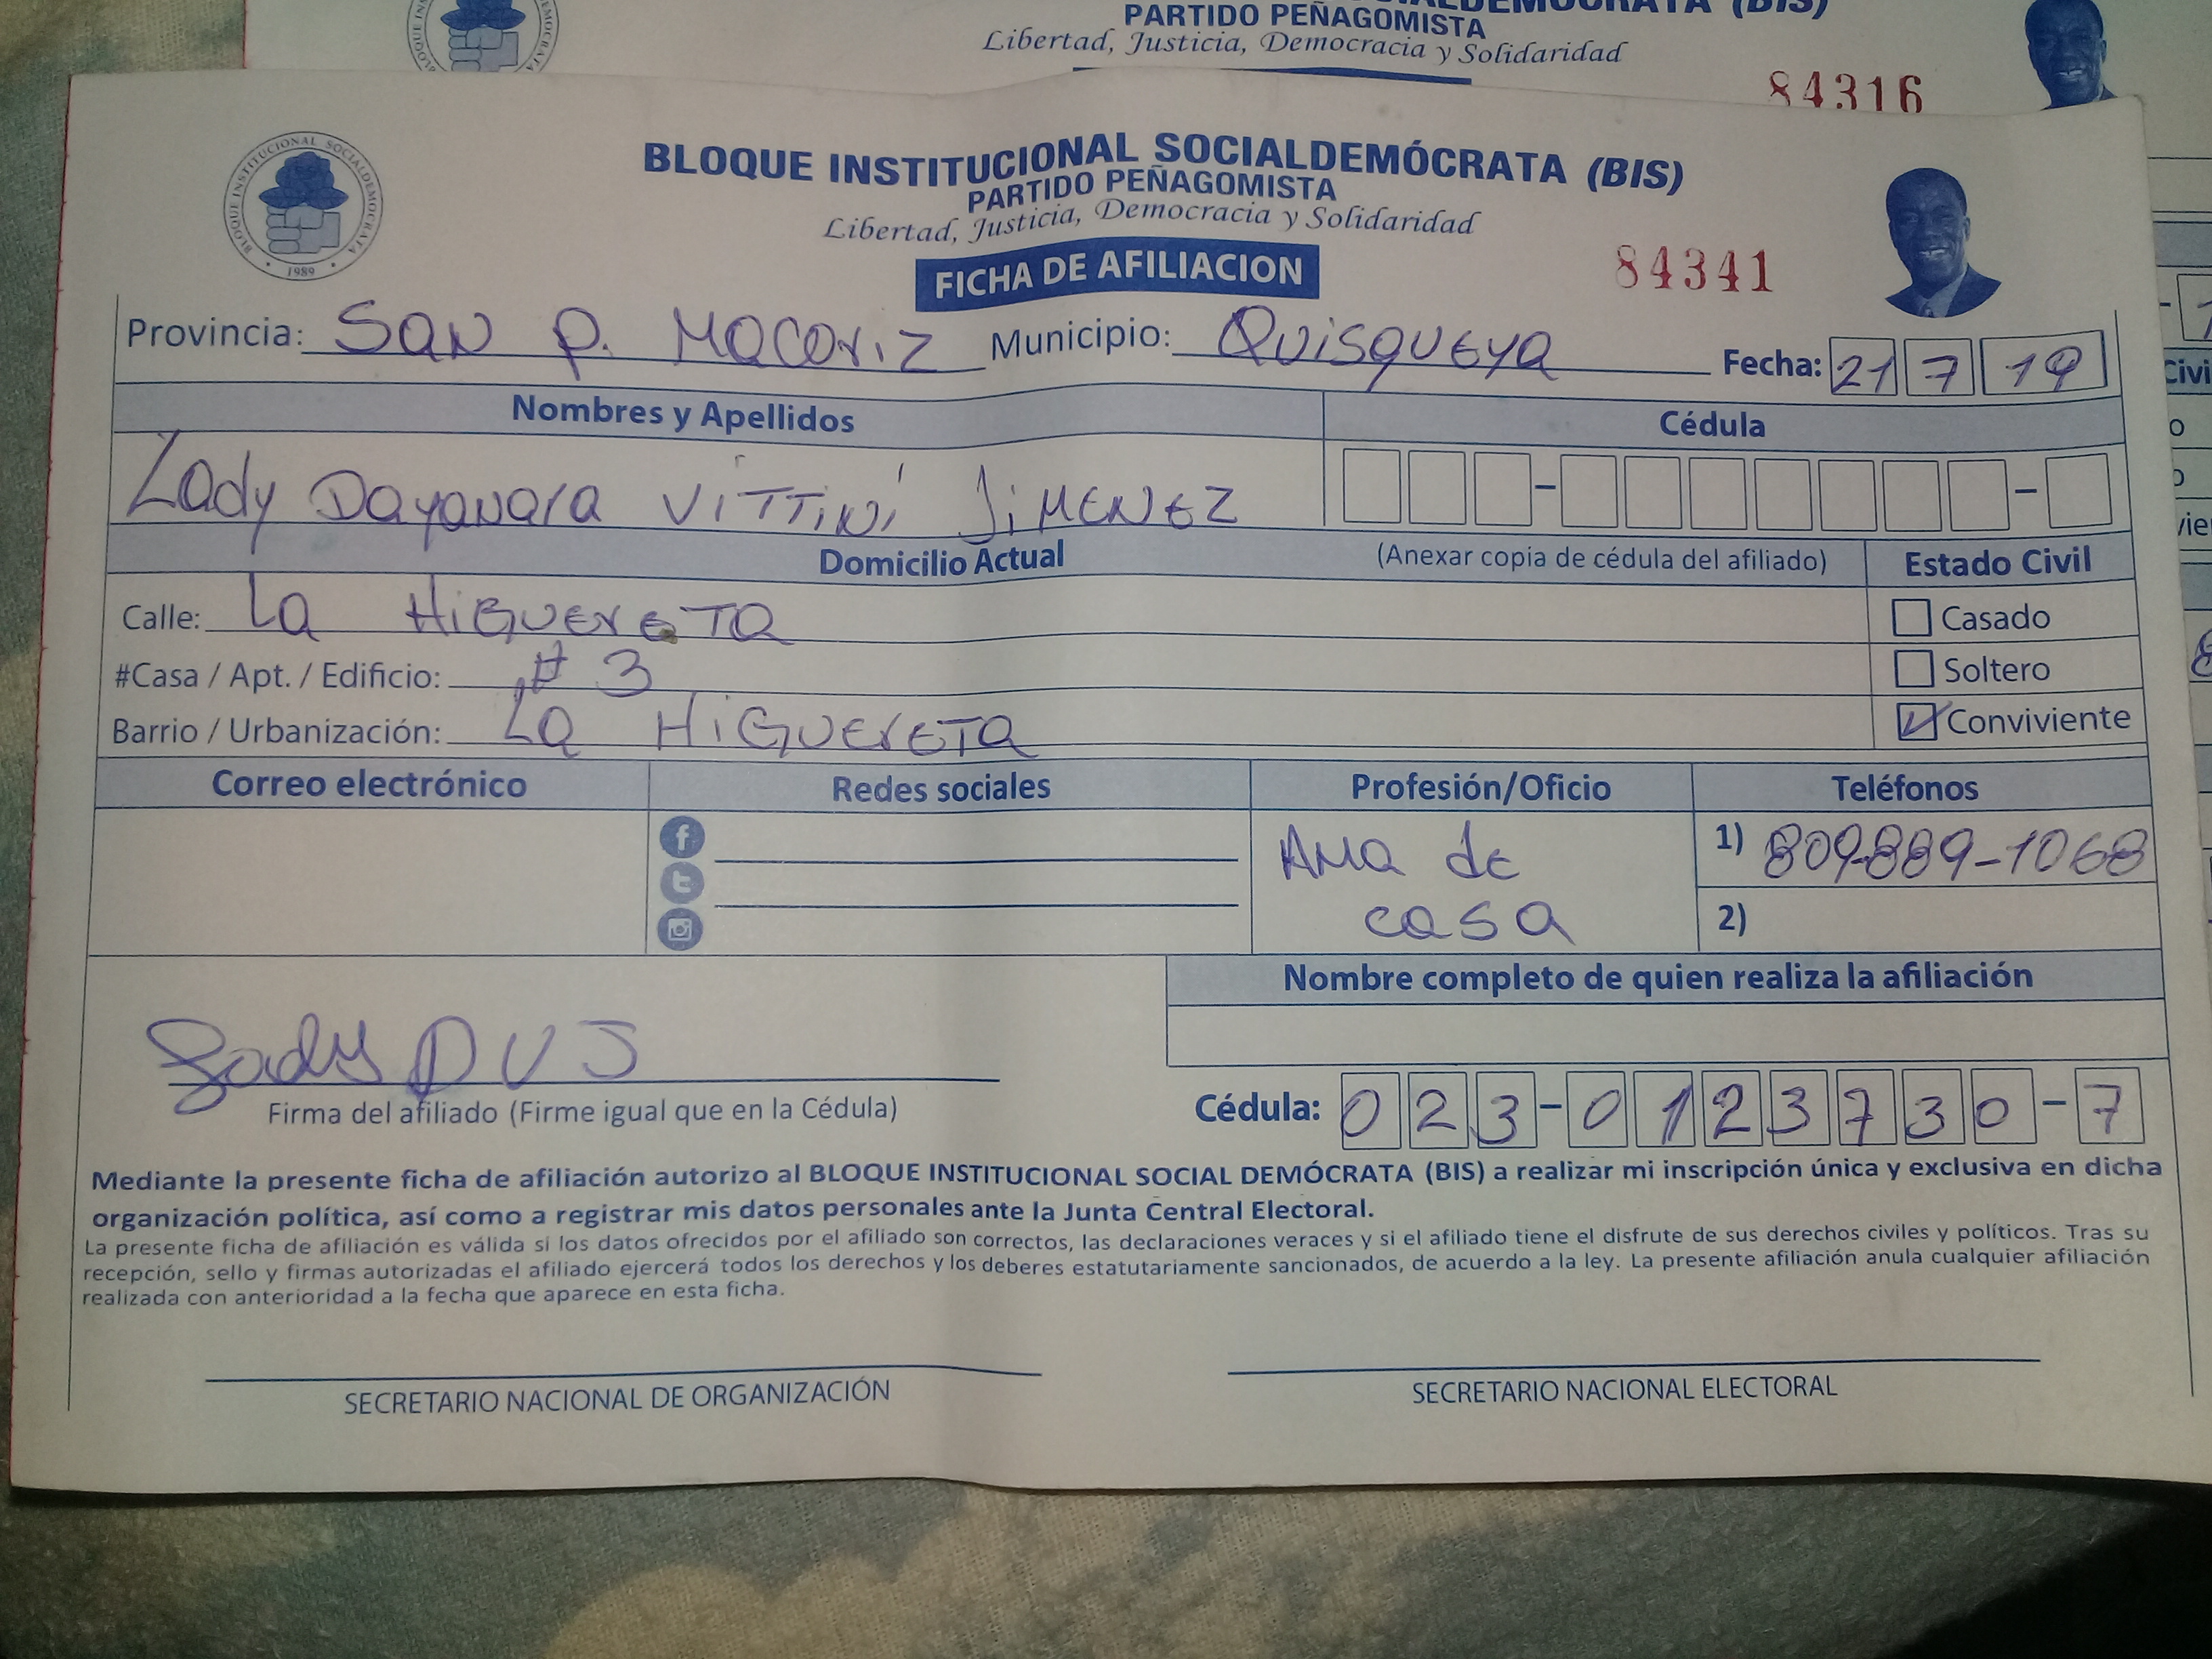 PARTIDO PEÑAGOMISTA
Libertad, Justicia, Democracia y Solidaridad
84316
BLOQUE INSTITUCIONAL SOCIALDEMÓCRATA (BIS)
PARTIDO PEÑAGOMISTA
Libertad, Justicia, Democracia y Solidaridad
BLOQUE INSTITUCIONAL SOCIALDEMOCRATA
1989
FICHA DE AFILIACION
84341
Provincia: SAN P. MACORIZ Municipio: QUISQUEYA Fecha: 21 7 19
Nombres y Apellidos Cédula
Lady Dayanara VITTINI JIMENEZ
Domicilio Actual (Anexar copia de cédula del afiliado) Estado Civil
Calle: La HIGUERETA Casado
#Casa / Apt. / Edificio: # 3 Soltero
Barrio / Urbanización: La HIGUERETA Conviviente
Correo electrónico Redes sociales Profesión/Oficio Teléfonos
AMA de casa
1) 809-889-1068
2)
Nombre completo de quien realiza la afiliación
Lady D V J
Firma del afiliado (Firme igual que en la Cédula)
Cédula: 023-0123730-7
Mediante la presente ficha de afiliación autorizo al BLOQUE INSTITUCIONAL SOCIAL DEMÓCRATA (BIS) a realizar mi inscripción única y exclusiva en dicha
organización política, así como a registrar mis datos personales ante la Junta Central Electoral.
La presente ficha de afiliación es válida si los datos ofrecidos por el afiliado son correctos, las declaraciones veraces y si el afiliado tiene el disfrute de sus derechos civiles y políticos. Tras su
recepción, sello y firmas autorizadas el afiliado ejercerá todos los derechos y los deberes estatutariamente sancionados, de acuerdo a la ley. La presente afiliación anula cualquier afiliación
realizada con anterioridad a la fecha que aparece en esta ficha.
SECRETARIO NACIONAL DE ORGANIZACIÓN SECRETARIO NACIONAL ELECTORAL